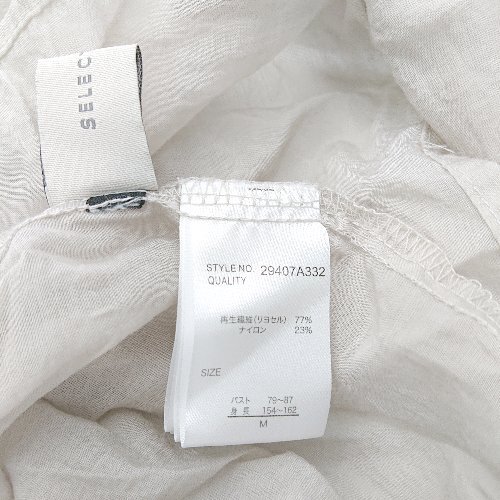 SELEC
STYLE NO. 29407A332
QUALITY
再生繊維(リヨセル) 77%
ナイロン 23%
SIZE
バスト 79~87
身長 154~162
M